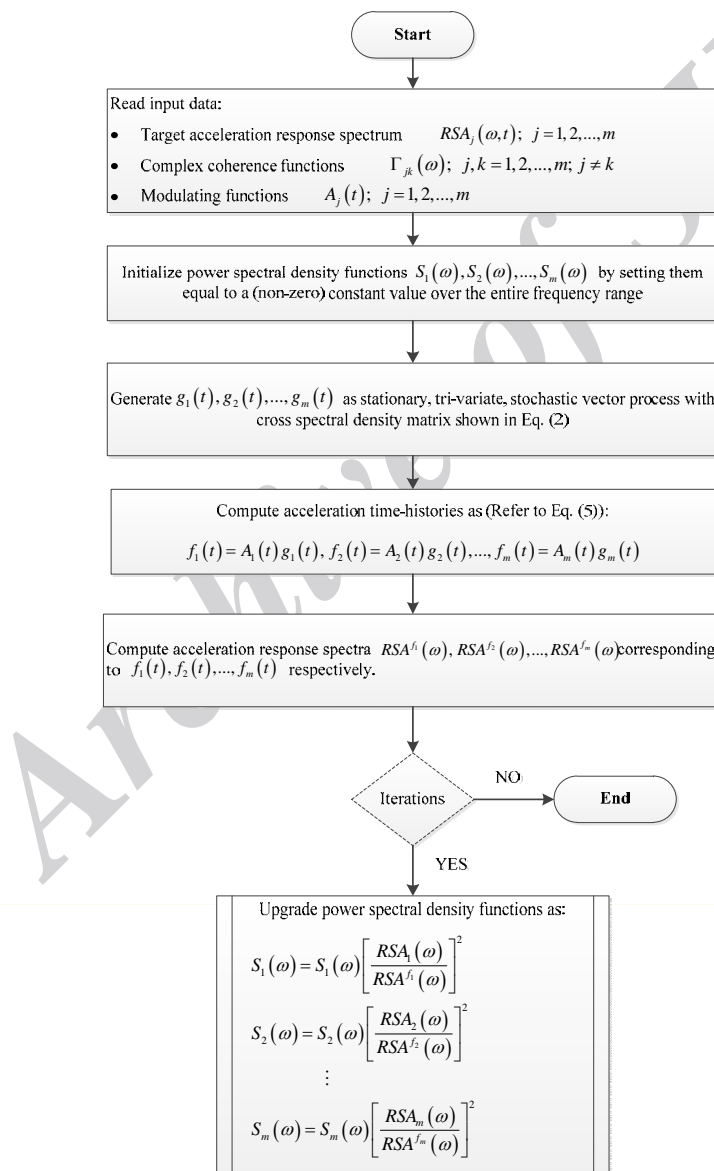 Start
Read input data:
• Target acceleration response spectrum RSA_j(ω,t); j=1,2,...,m
• Complex coherence functions Γ_jk(ω); j,k=1,2,...,m; j≠k
• Modulating functions A_j(t); j=1,2,...,m
Initialize power spectral density functions S_1(ω),S_2(ω),...,S_m(ω) by setting them
equal to a (non-zero) constant value over the entire frequency range
Generate g_1(t),g_2(t),...,g_m(t) as stationary, tri-variate, stochastic vector process with
cross spectral density matrix shown in Eq. (2)
Compute acceleration time-histories as (Refer to Eq. (5)):
f_1(t)=A_1(t)g_1(t), f_2(t)=A_2(t)g_2(t),..., f_m(t)=A_m(t)g_m(t)
Compute acceleration response spectra RSA^{f_1}(ω), RSA^{f_2}(ω),..., RSA^{f_m}(ω)corresponding
to f_1(t), f_2(t),..., f_m(t) respectively.
Iterations
NO
End
YES
Upgrade power spectral density functions as:
S_1(ω)=S_1(ω)[RSA_1(ω)/RSA^{f_1}(ω)]^2
S_2(ω)=S_2(ω)[RSA_2(ω)/RSA^{f_2}(ω)]^2
⋮
S_m(ω)=S_m(ω)[RSA_m(ω)/RSA^{f_m}(ω)]^2
Archive of